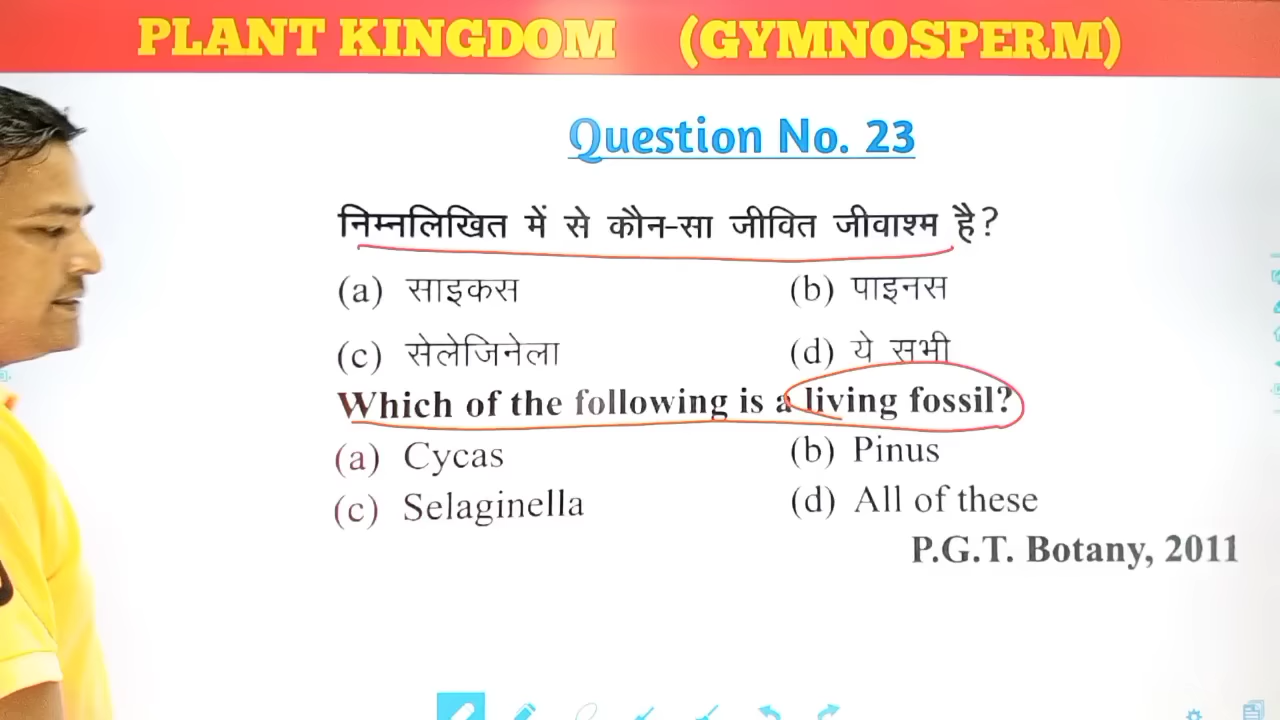 PLANT KINGDOM (GYMNOSPERM)
Question No. 23
निम्नलिखित में से कौन-सा जीवित जीवाश्म है?
(a) साइकस (b) पाइनस
(c) सेलेजिनेला (d) ये सभी
Which of the following is a living fossil?
(a) Cycas (b) Pinus
(c) Selaginella (d) All of these
P.G.T. Botany, 2011